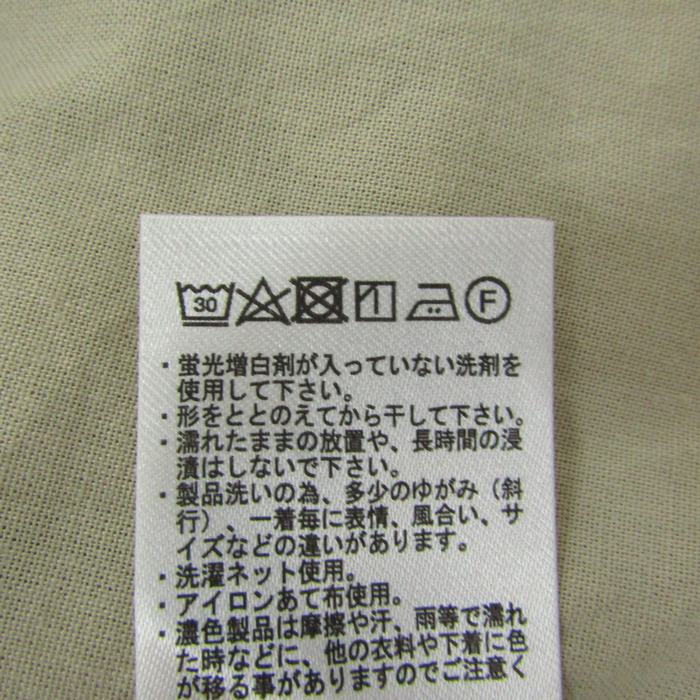 30 F
・蛍光増白剤が入っていない洗剤を
使用して下さい。
・形をととのえてから干して下さい。
・濡れたままの放置や、長時間の浸
漬はしないで下さい。
・製品洗いの為、多少のゆがみ（斜
行）、一着毎に表情、風合い、サ
イズなどの違いがあります。
・洗濯ネット使用。
・アイロンあて布使用。
・濃色製品は摩擦や汗、雨等で濡れ
た時などに、他の衣料や下着に色
が移る事がありますのでご注意く